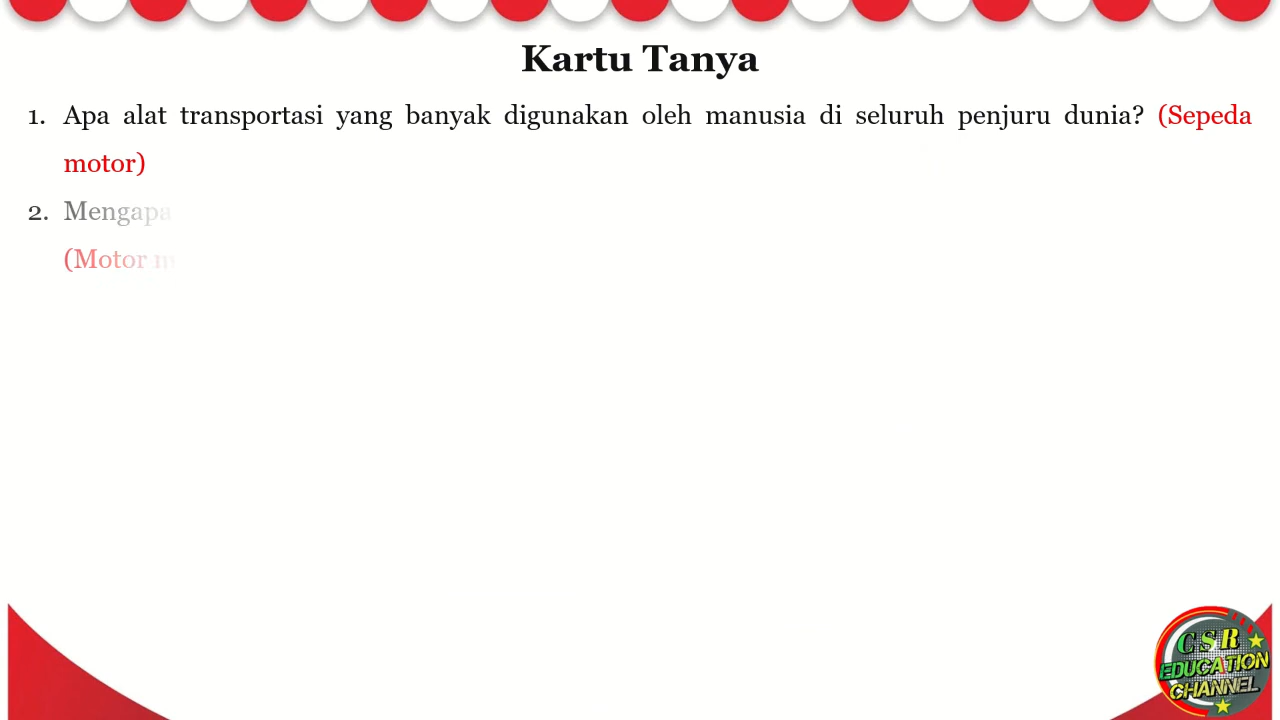 Kartu Tanya
1. Apa alat transportasi yang banyak digunakan oleh manusia di seluruh penjuru dunia? (Sepeda
motor)
2. Mengapa
(Motor
CSR
EDUCATION
CHANNEL